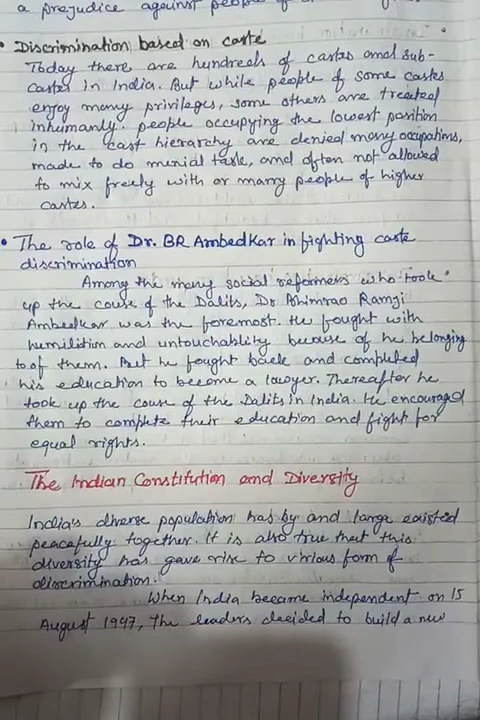 a prejudice against people of
• Discrimination based on caste
Today there are hundreds of castes and sub-
castes in India. But while people of some castes
enjoy many privileges, some others are treated
inhumanly. people occupying the lowest position
in the cast hierarchy are denied many occupations,
made to do menial task, and often not allowed
to mix freely with or marry people of higher
castes.
• The role of Dr. BR Ambedkar in fighting caste
discrimination
Among the many social reformers who took
up the couse of the Dalits, Dr Bhimrao Ramji
Ambedkar was the foremost. He fought with
humilition and untouchablity because of he belonging
to of them. But he fought back and completed
his education to become a lawyer. Thereafter he
took up the couse of the Dalits in India. He encouraged
them to complete their education and fight for
equal rights.
The Indian Constitution and Diversity
India's diverse population has by and large existed
peacefully together. It is also true that this
diversity has gave rise to virious form of
discrimination.
When India became independent on 15
August 1947, The leaders decided to build a new